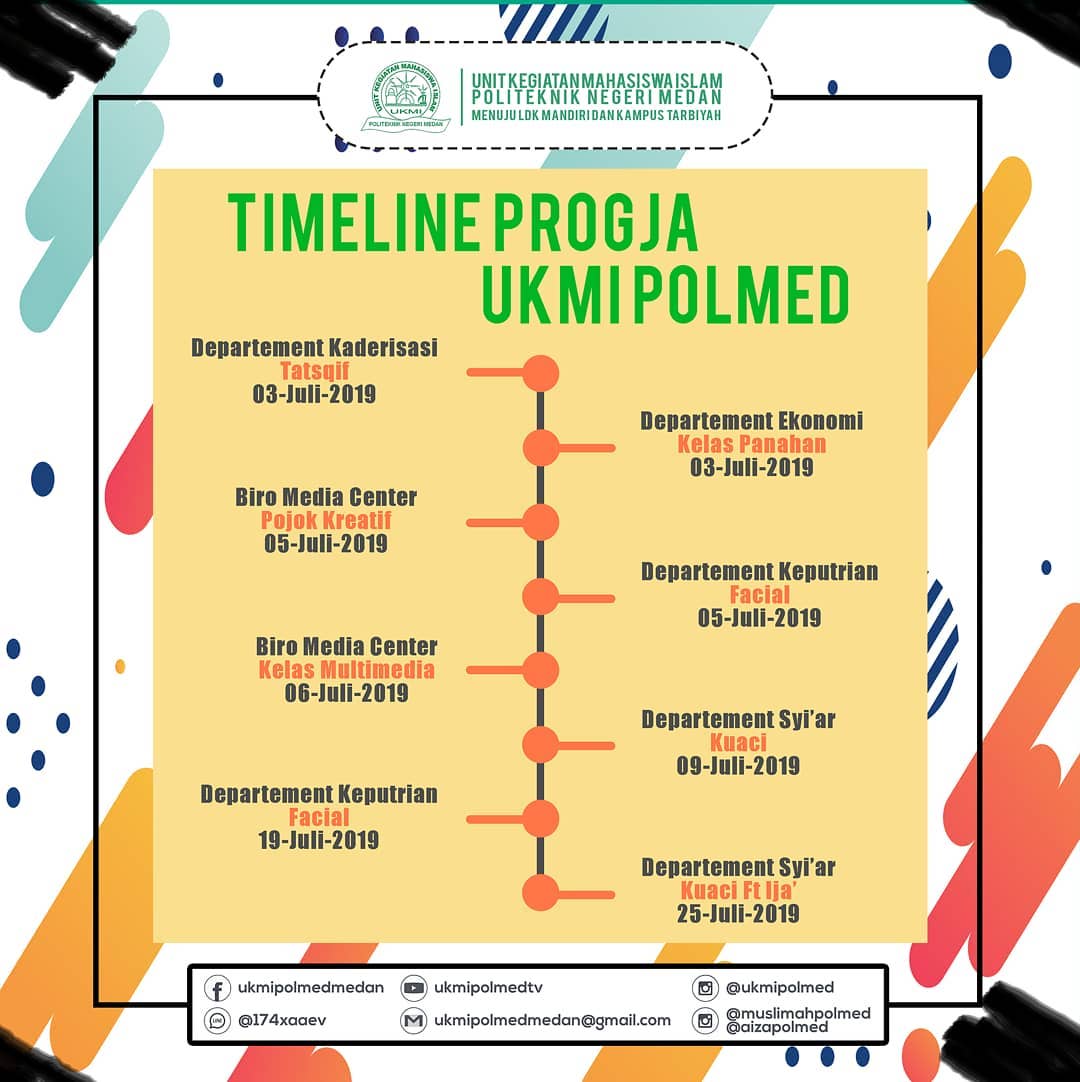 UNIT KEGIATAN MAHASISWA ISLAM
UKMI
POLITEKNIK NEGERI MEDAN
UNIT KEGIATAN MAHASISWA ISLAM
POLITEKNIK NEGERI MEDAN
MENUJU LDK MANDIRI DAN KAMPUS TARBIYAH
TIMELINE PROGJA
UKMI POLMED
Departement Kaderisasi
Tatsqif
03-Juli-2019
Departement Ekonomi
Kelas Panahan
03-Juli-2019
Biro Media Center
Pojok Kreatif
05-Juli-2019
Departement Keputrian
Facial
05-Juli-2019
Biro Media Center
Kelas Multimedia
06-Juli-2019
Departement Syi'ar
Kuaci
09-Juli-2019
Departement Keputrian
Facial
19-Juli-2019
Departement Syi'ar
Kuaci Ft Ija'
25-Juli-2019
ukmipolmedmedan
ukmipolmedtv
@ukmipolmed
LINE
@174xaaev
ukmipolmedmedan@gmail.com
@muslimahpolmed
@aizapolmed